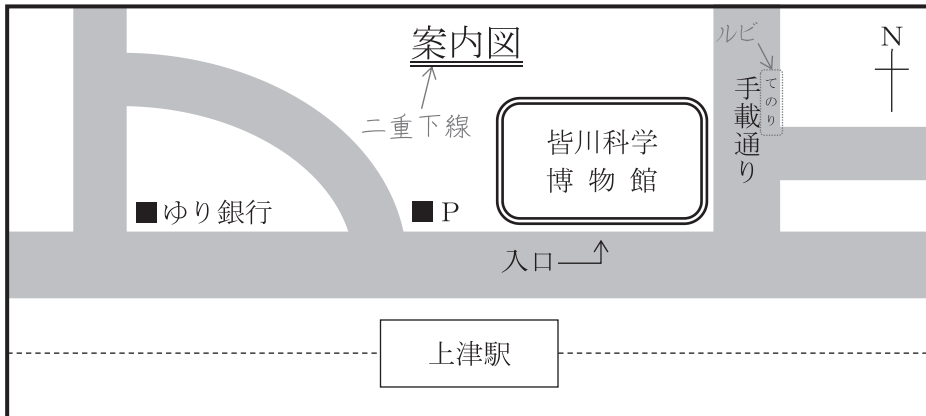 案内図
二重下線
ルビ
てのり
手載通り
N
皆川科学
博物館
■ゆり銀行
■P
入口
上津駅